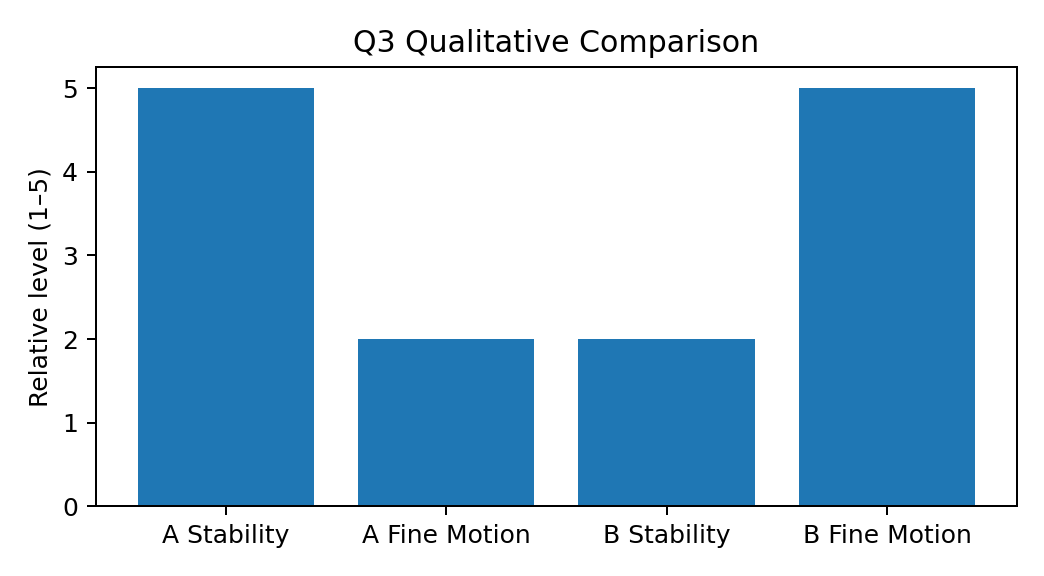 Q3 Qualitative Comparison
Relative level (1–5)
5
4
3
2
1
0
A Stability
A Fine Motion
B Stability
B Fine Motion